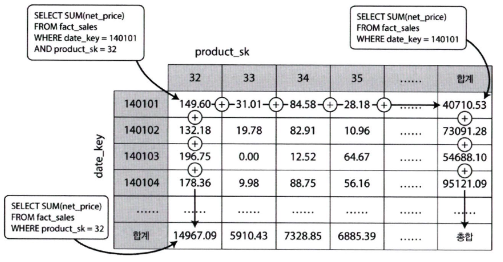 SELECT SUM(net_price)
FROM fact_sales
WHERE date_key = 140101
AND product_sk = 32
SELECT SUM(net_price)
FROM fact_sales
WHERE date_key = 140101
product_sk
32 33 34 35 ...... 합계
140101 149.60 + 31.01 + 84.58 + 28.18 + ...... 40710.53
+ +
140102 132.18 19.78 82.91 10.96 ...... 73091.28
+ +
date_key
140103 196.75 0.00 12.52 64.67 ...... 54688.10
+ +
140104 178.36 9.98 88.75 56.16 ...... 95121.09
SELECT SUM(net_price)
FROM fact_sales
WHERE product_sk = 32
...... ...... ...... ...... ...... ......
합계 14967.09 5910.43 7328.85 6885.39 ...... 총합